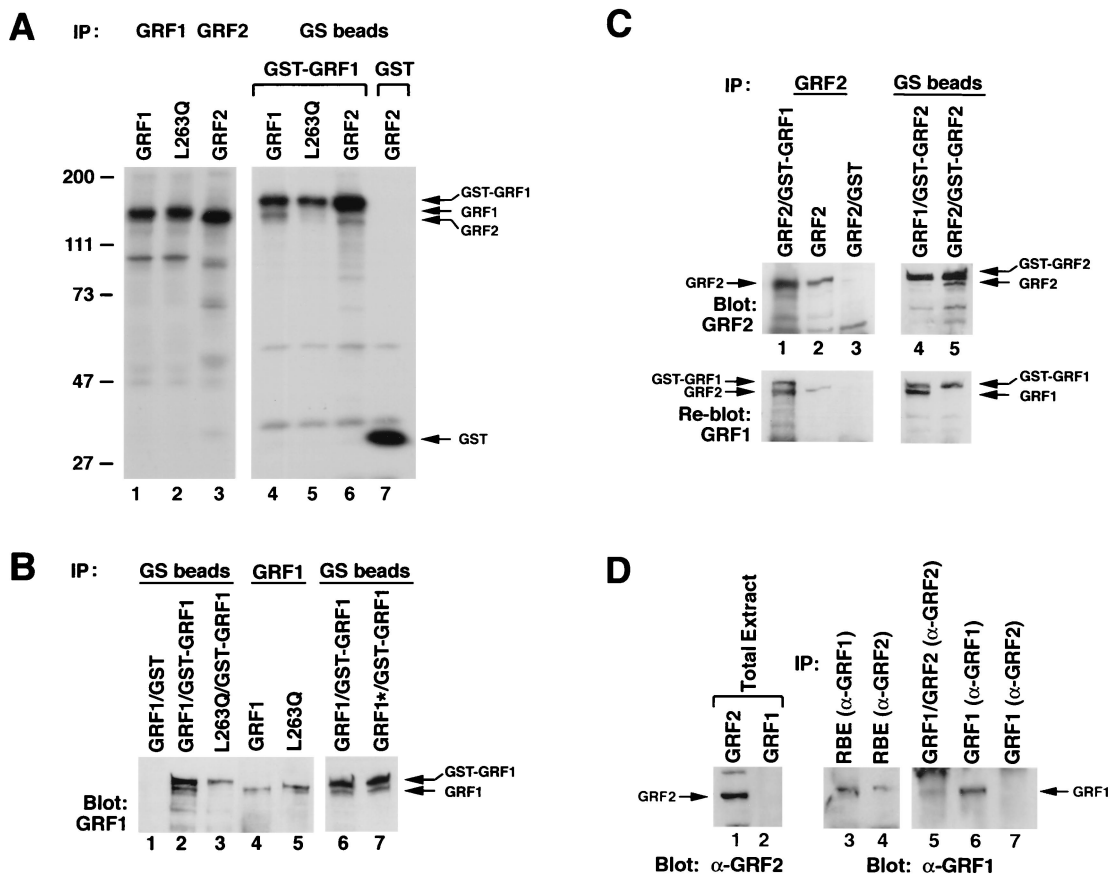 A
IP: GRF1 GRF2 GS beads
GST-GRF1 GST
GRF1 L263Q GRF2 GRF1 L263Q GRF2 GRF2
200
111
73
47
27
GST-GRF1
GRF1
GRF2
GST
1 2 3 4 5 6 7
B
IP: GS beads GRF1 GS beads
GRF1/GST
GRF1/GST-GRF1
L263Q/GST-GRF1
GRF1
L263Q
GRF1/GST-GRF1
GRF1*/GST-GRF1
GST-GRF1
GRF1
Blot:
GRF1
1 2 3 4 5 6 7
C
IP: GRF2 GS beads
GRF2/GST-GRF1
GRF2
GRF2/GST
GRF1/GST-GRF2
GRF2/GST-GRF2
GRF2
Blot:
GRF2
GST-GRF2
GRF2
1 2 3 4 5
GST-GRF1
GRF2
Re-blot:
GRF1
GST-GRF1
GRF1
D
Total Extract
IP:
GRF2
GRF1
RBE (α-GRF1)
RBE (α-GRF2)
GRF1/GRF2 (α-GRF2)
GRF1 (α-GRF1)
GRF1 (α-GRF2)
GRF2
GRF1
1 2 3 4 5 6 7
Blot: α-GRF2 Blot: α-GRF1